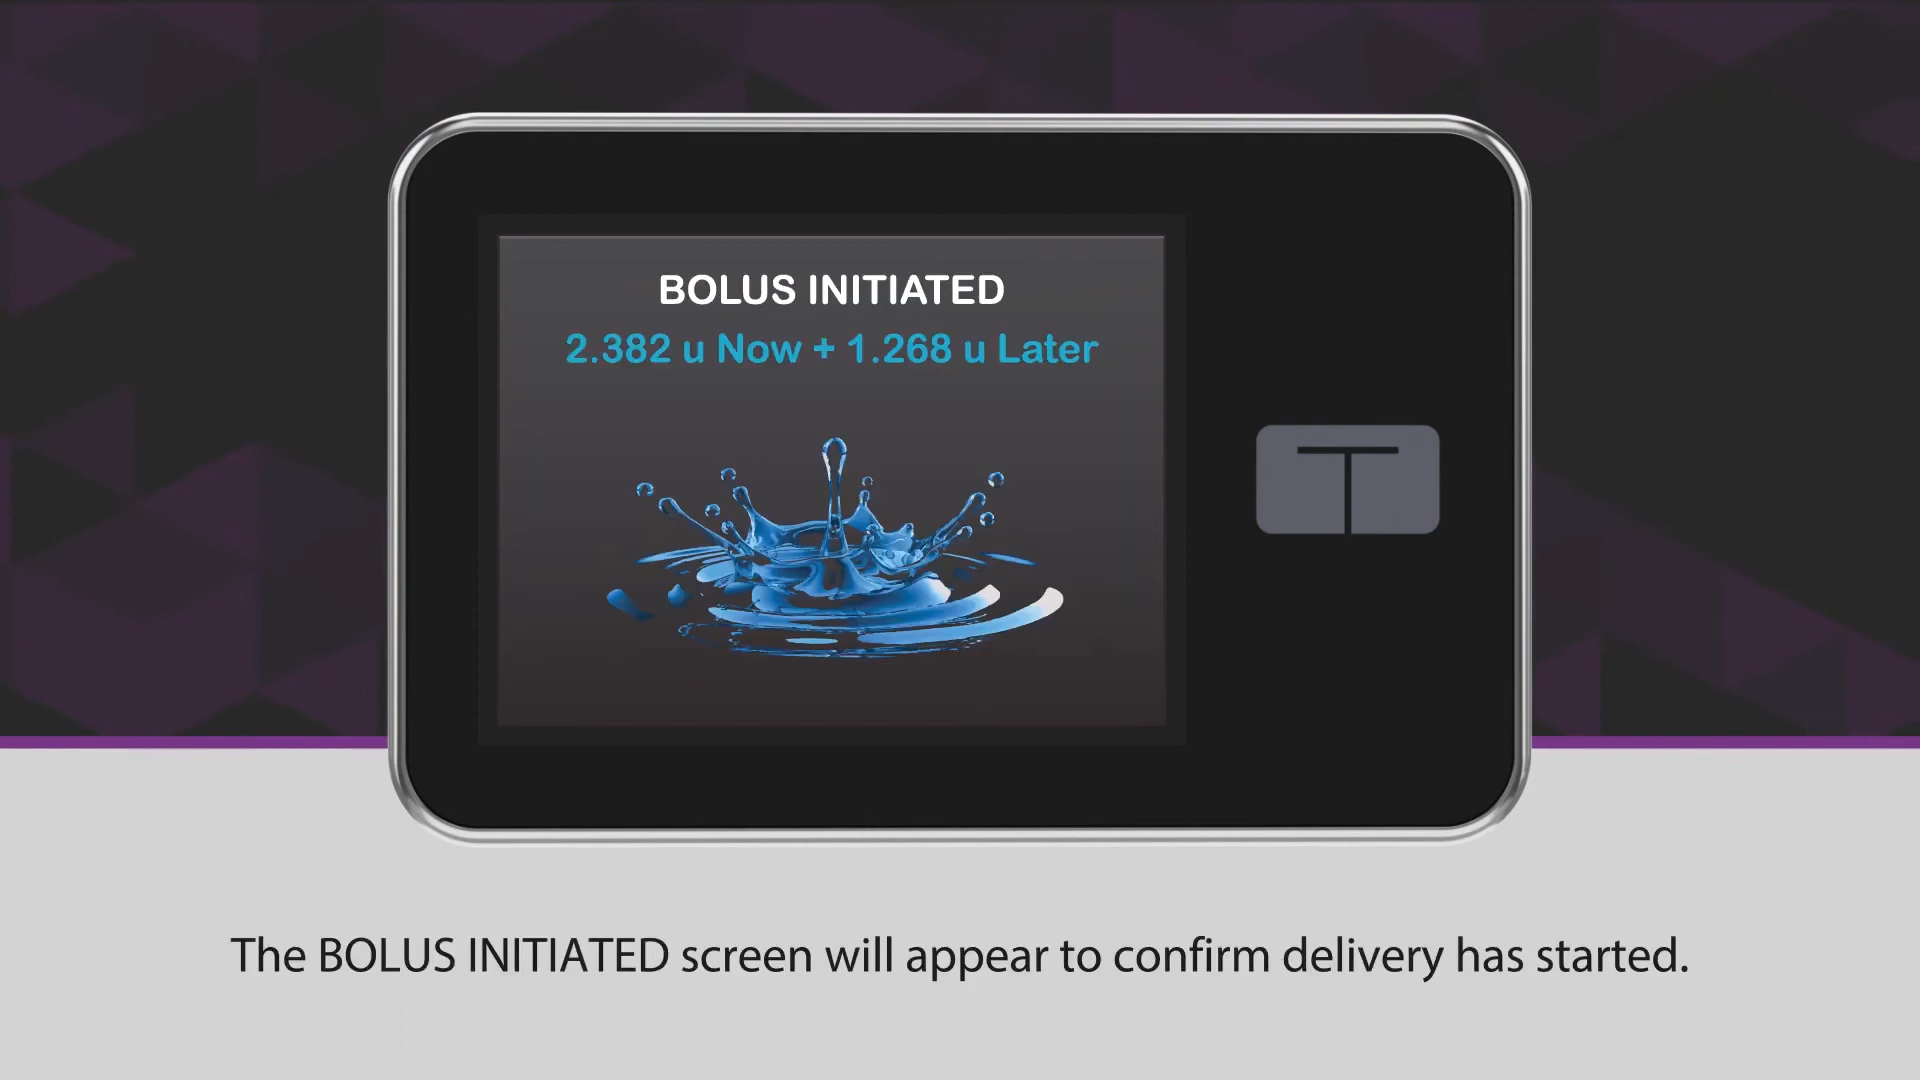 BOLUS INITIATED
2.382 u Now + 1.268 u Later
T
The BOLUS INITIATED screen will appear to confirm delivery has started.